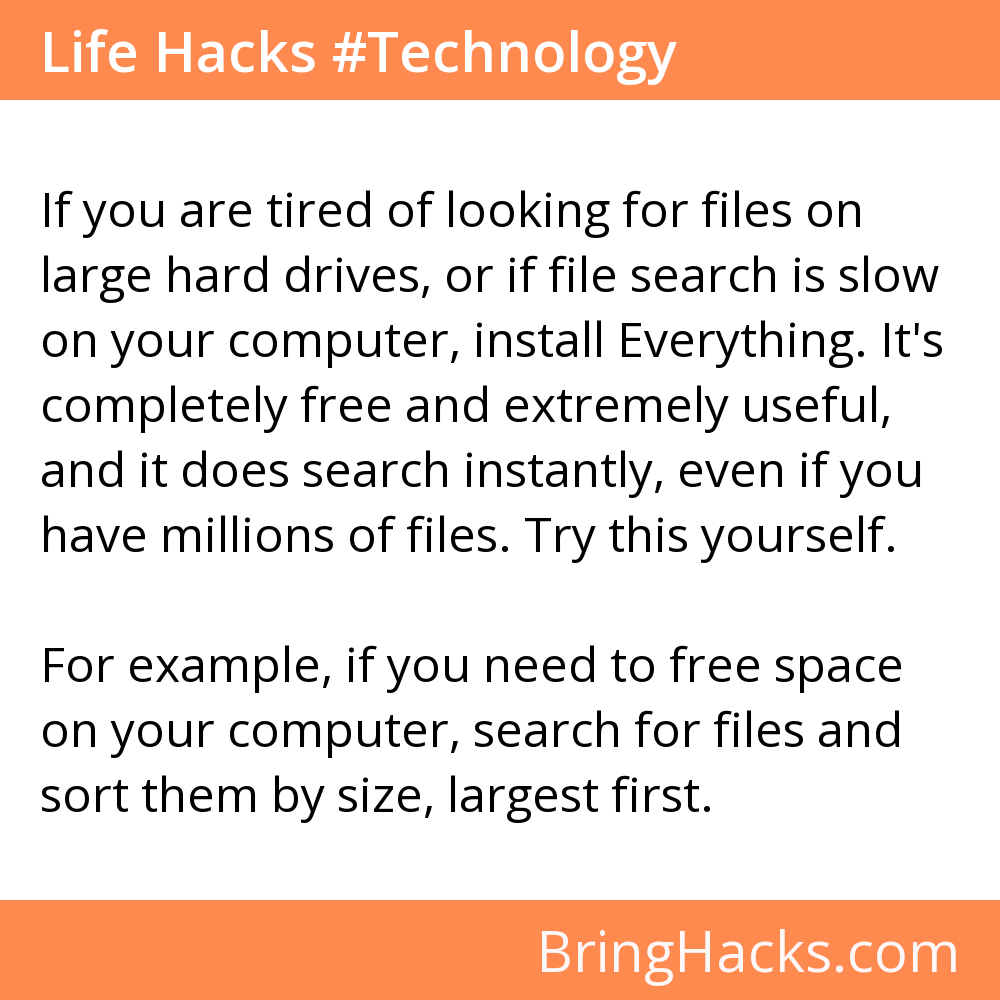 Life Hacks #Technology
If you are tired of looking for files on
large hard drives, or if file search is slow
on your computer, install Everything. It's
completely free and extremely useful,
and it does search instantly, even if you
have millions of files. Try this yourself.
For example, if you need to free space
on your computer, search for files and
sort them by size, largest first.
BringHacks.com